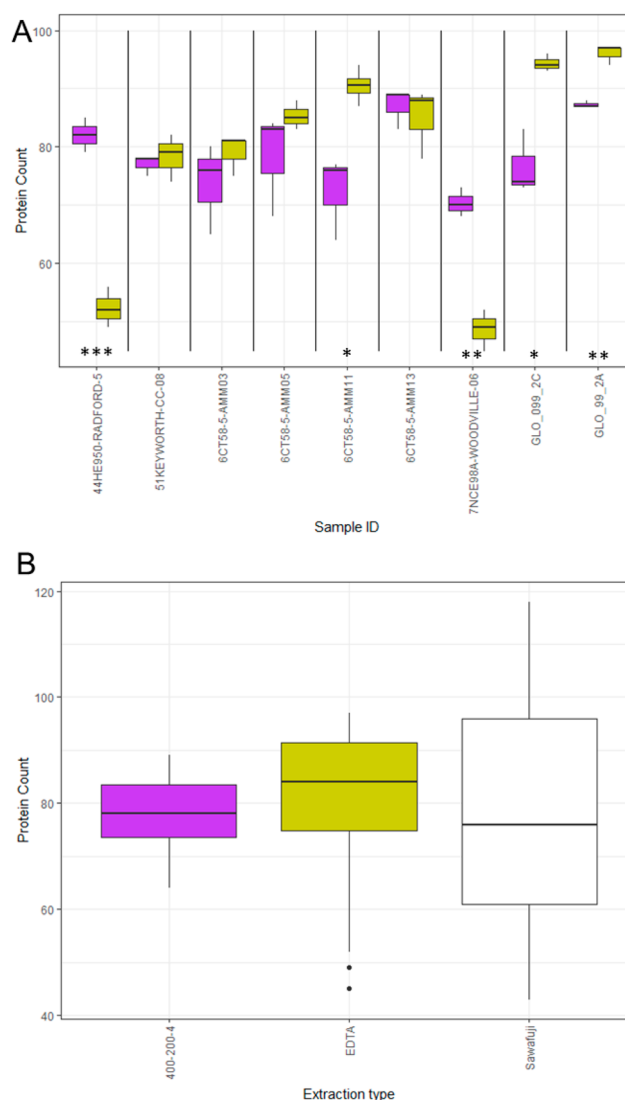 A
100
80
60
Protein Count
***
*
**
*
**
44HE950-RADFORD-5
51KEYWORTH-CC-08
6CT58-5-AMM03
6CT58-5-AMM05
6CT58-5-AMM11
6CT58-5-AMM13
7NCE98A-WOODVILLE-06
GLO_099_2C
GLO_99_2A
Sample ID
B
120
100
80
60
40
Protein Count
400-200-4
EDTA
Sawafuji
Extraction type